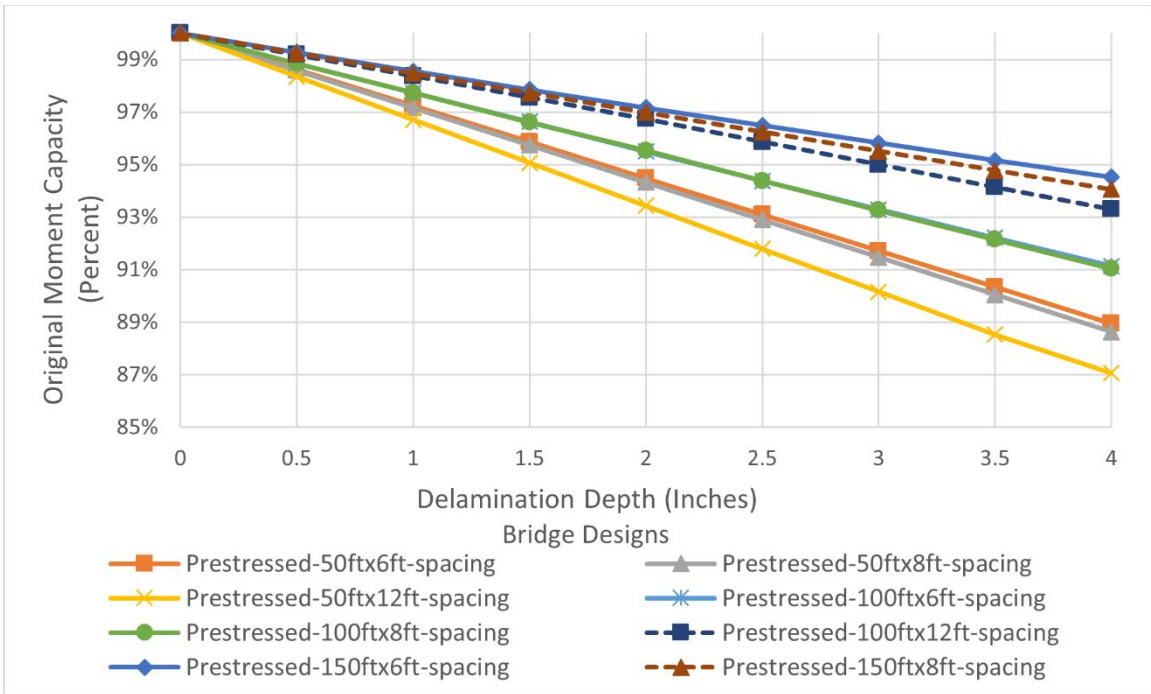 Original Moment Capacity
(Percent)
99%
97%
95%
93%
91%
89%
87%
85%
0 0.5 1 1.5 2 2.5 3 3.5 4
Delamination Depth (Inches)
Bridge Designs
Prestressed-50ftx6ft-spacing Prestressed-50ftx8ft-spacing
Prestressed-50ftx12ft-spacing Prestressed-100ftx6ft-spacing
Prestressed-100ftx8ft-spacing Prestressed-100ftx12ft-spacing
Prestressed-150ftx6ft-spacing Prestressed-150ftx8ft-spacing